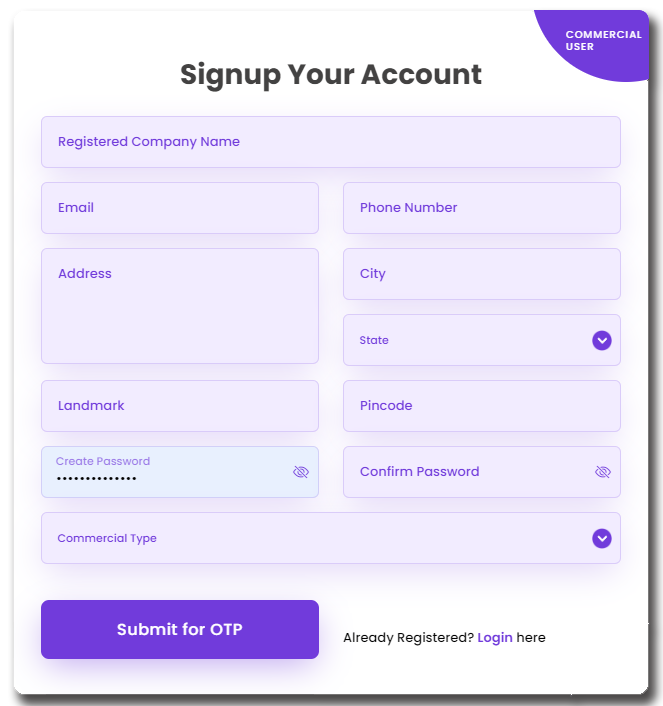 COMMERCIAL
USER
Signup Your Account
Registered Company Name
Email
Phone Number
Address
City
State
Landmark
Pincode
Create Password
••••••••••••••
Confirm Password
Commercial Type
Submit for OTP
Already Registered? Login here